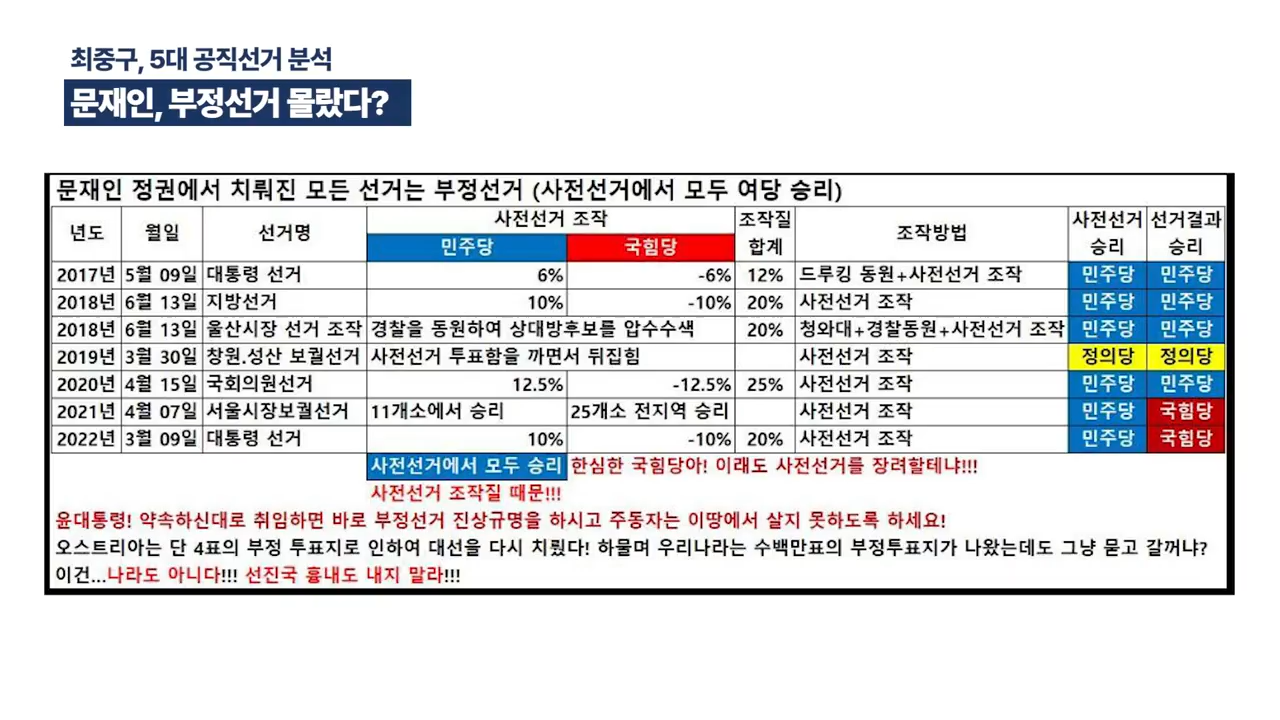 최중구, 5대 공직선거 분석
문재인, 부정선거 몰랐다?
문재인 정권에서 치뤄진 모든 선거는 부정선거 (사전선거에서 모두 여당 승리)
년도 월일 선거명 사전선거 조작 조작질 합계 조작방법 사전선거 승리 선거결과 승리
민주당 국힘당
2017년 5월 09일 대통령 선거 6% -6% 12% 드루킹 동원+사전선거 조작 민주당 민주당
2018년 6월 13일 지방선거 10% -10% 20% 사전선거 조작 민주당 민주당
2018년 6월 13일 울산시장 선거 조작 경찰을 동원하여 상대방후보를 압수수색 20% 청와대+경찰동원+사전선거 조작 민주당 민주당
2019년 3월 30일 창원.성산 보궐선거 사전선거 투표함을 까면서 뒤집힘 사전선거 조작 정의당 정의당
2020년 4월 15일 국회의원선거 12.5% -12.5% 25% 사전선거 조작 민주당 민주당
2021년 4월 07일 서울시장보궐선거 11개소에서 승리 25개소 전지역 승리 사전선거 조작 민주당 국힘당
2022년 3월 09일 대통령 선거 10% -10% 20% 사전선거 조작 민주당 국힘당
사전선거에서 모두 승리 한심한 국힘당아! 이래도 사전선거를 장려할테냐!!!
사전선거 조작질 때문!!!
윤대통령! 약속하신대로 취임하면 바로 부정선거 진상규명을 하시고 주동자는 이땅에서 살지 못하도록 하세요!
오스트리아는 단 4표의 부정 투표지로 인하여 대선을 다시 치뤘다! 하물며 우리나라는 수백만표의 부정투표지가 나왔는데도 그냥 묻고 갈꺼냐?
이건...나라도 아니다!!! 선진국 흉내도 내지 말라!!!